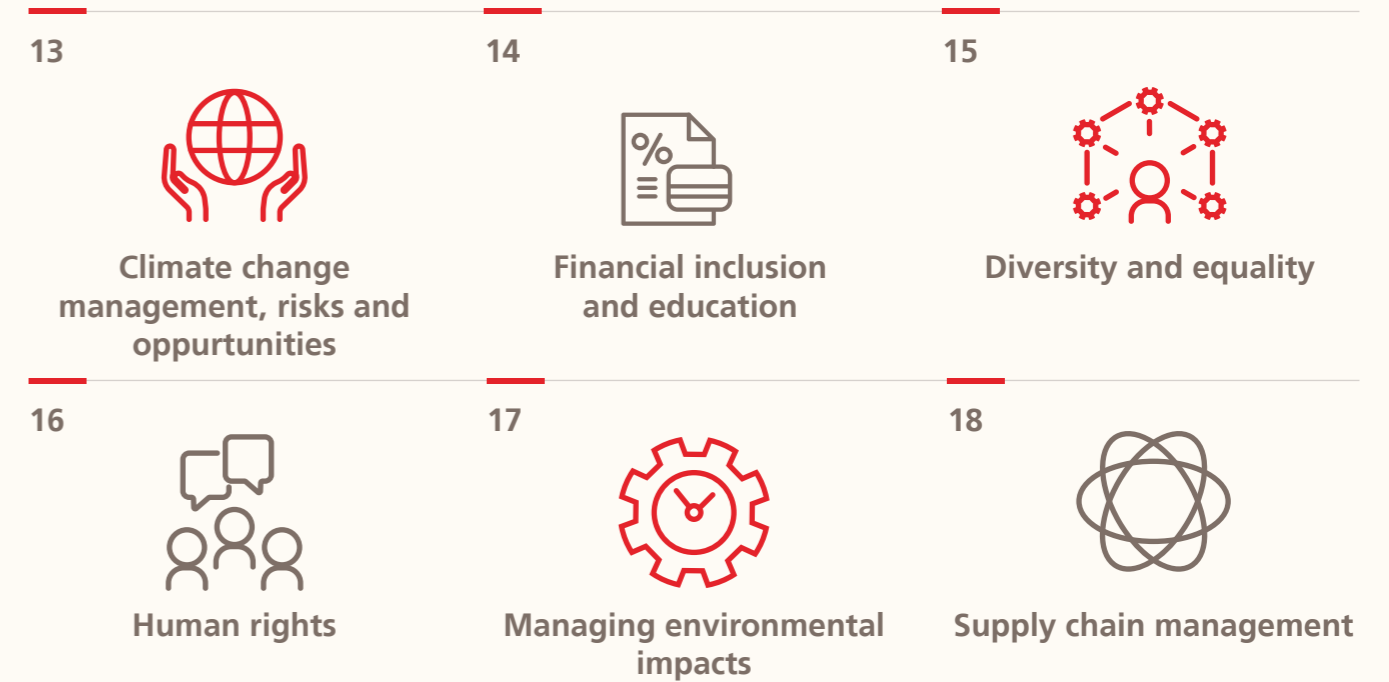 13
Climate change
management, risks and
oppurtunities
14
%
Financial inclusion
and education
15
Diversity and equality
16
Human rights
17
Managing environmental
impacts
18
Supply chain management